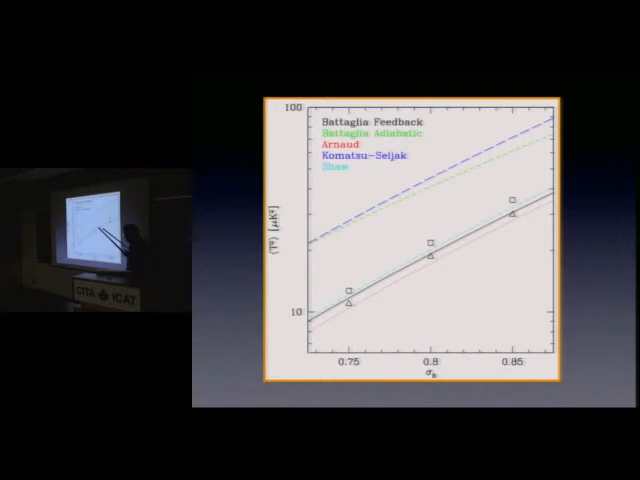 100
Battaglia Feedback
Battaglia Adiabatic
Arnaud
Komatsu-Seljak
Shaw
⟨T²⟩ [μK²]
10
0.75 0.8 0.85
σ₈
CITA ICAT